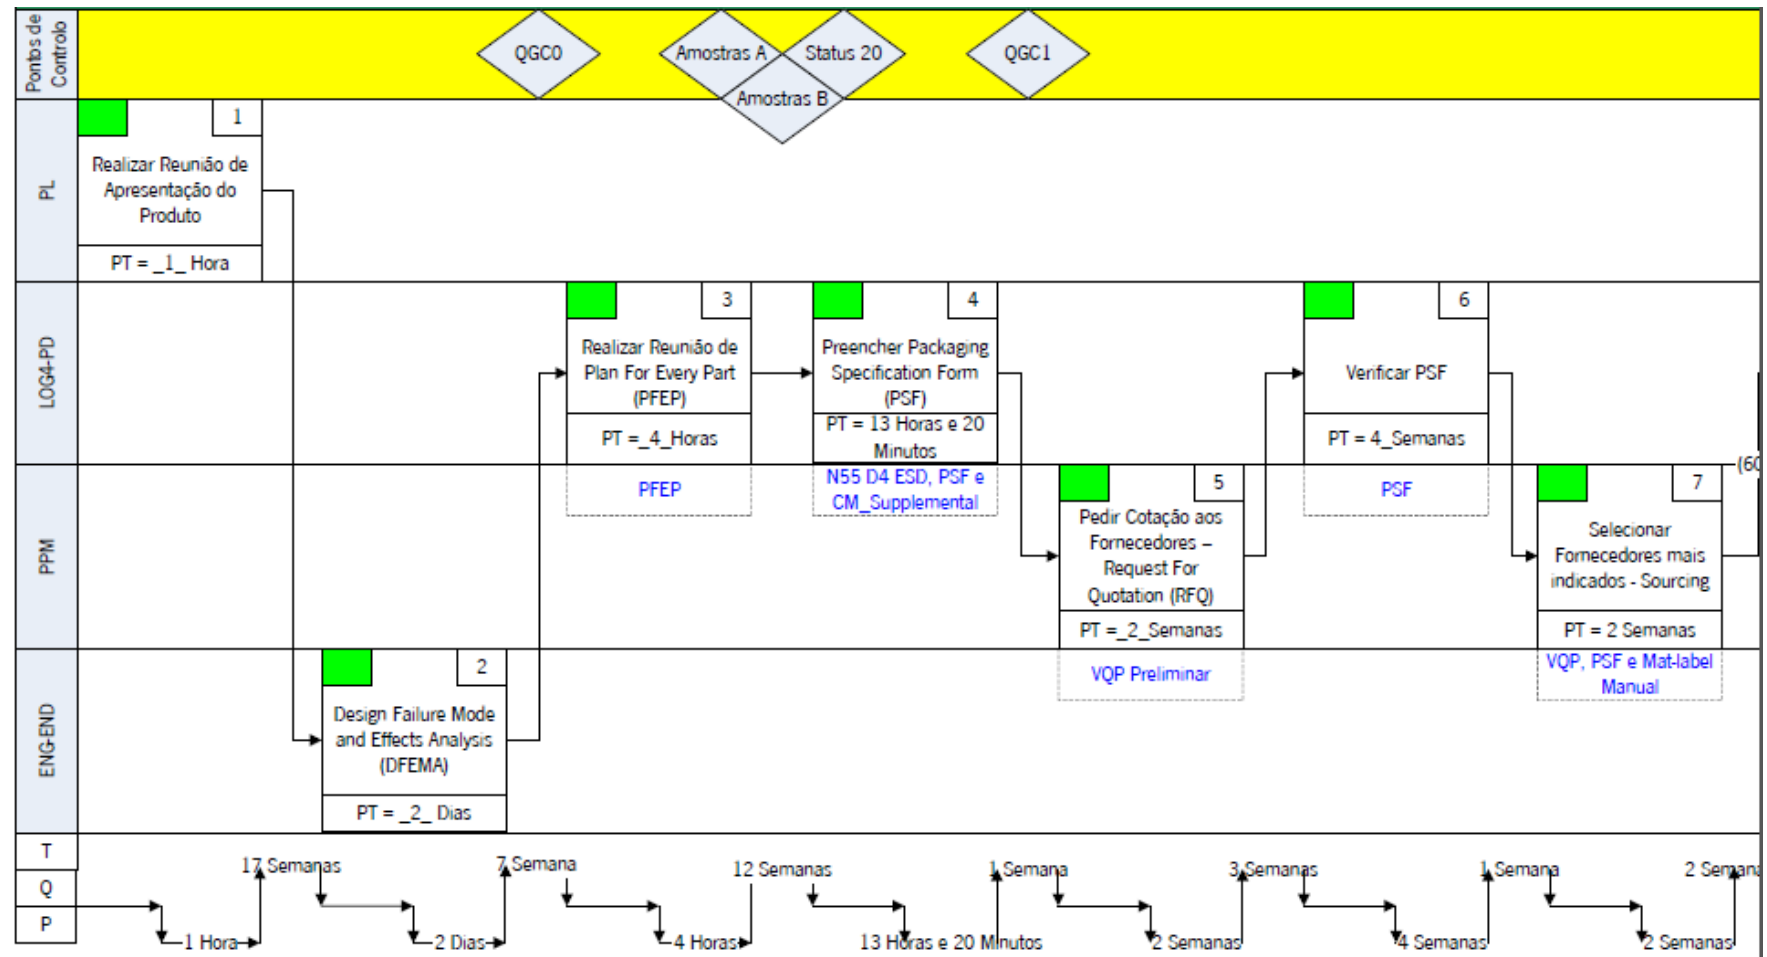 Pontos de
Controlo
QGC0
Amostras A
Status 20
Amostras B
QGC1
PL
1
Realizar Reunião de
Apresentação do
Produto
PT = _1_ Hora
LOG4-PD
3
Realizar Reunião de
Plan For Every Part
(PFEP)
PT =_4_Horas
PFEP
4
Preencher Packaging
Specification Form
(PSF)
PT = 13 Horas e 20
Minutos
N55 D4 ESD, PSF e
CM_Supplemental
6
Verificar PSF
PT = 4_Semanas
PSF
PPM
5
Pedir Cotação aos
Fornecedores –
Request For
Quotation (RFQ)
PT =_2_Semanas
VQP Preliminar
7
Selecionar
Fornecedores mais
indicados - Sourcing
PT = 2 Semanas
VQP, PSF e Mat-label
Manual
(60
ENG-END
2
Design Failure Mode
and Effects Analysis
(DFEMA)
PT = _2_ Dias
T
Q
P
17 Semanas
7 Semana
12 Semanas
1 Semana
3 Semanas
1 Semana
2 Semana
1 Hora
2 Dias
4 Horas
13 Horas e 20 Minutos
2 Semanas
4 Semanas
2 Semanas